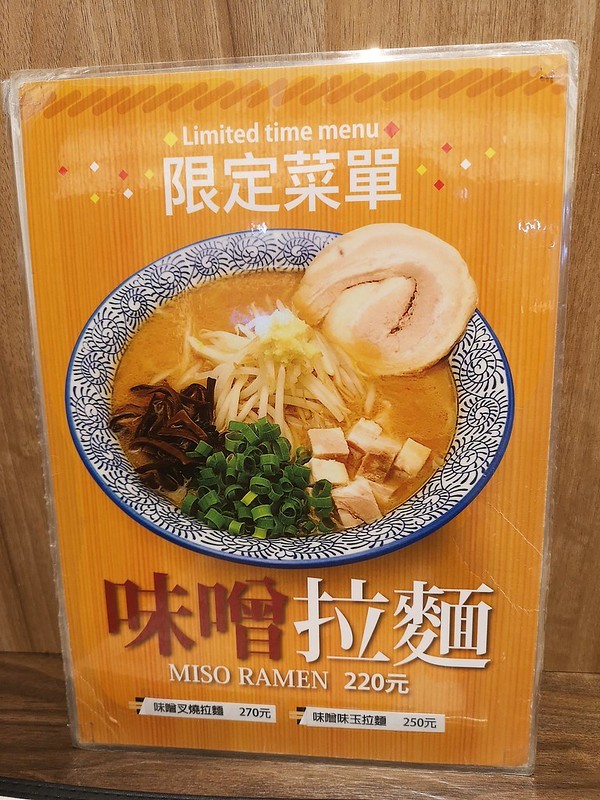 Limited time menu
限定菜單
味噌拉麵
MISO RAMEN 220元
味噌叉燒拉麵 270元
味噌味玉拉麵 250元